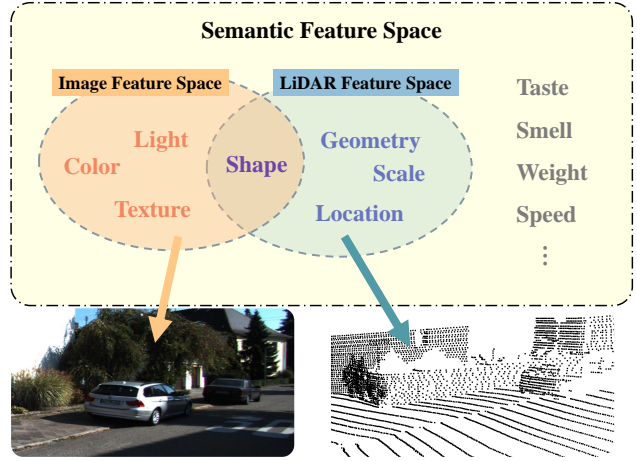 Semantic Feature Space
Image Feature Space
LiDAR Feature Space
Light
Color
Texture
Shape
Geometry
Scale
Location
Taste
Smell
Weight
Speed
⋮